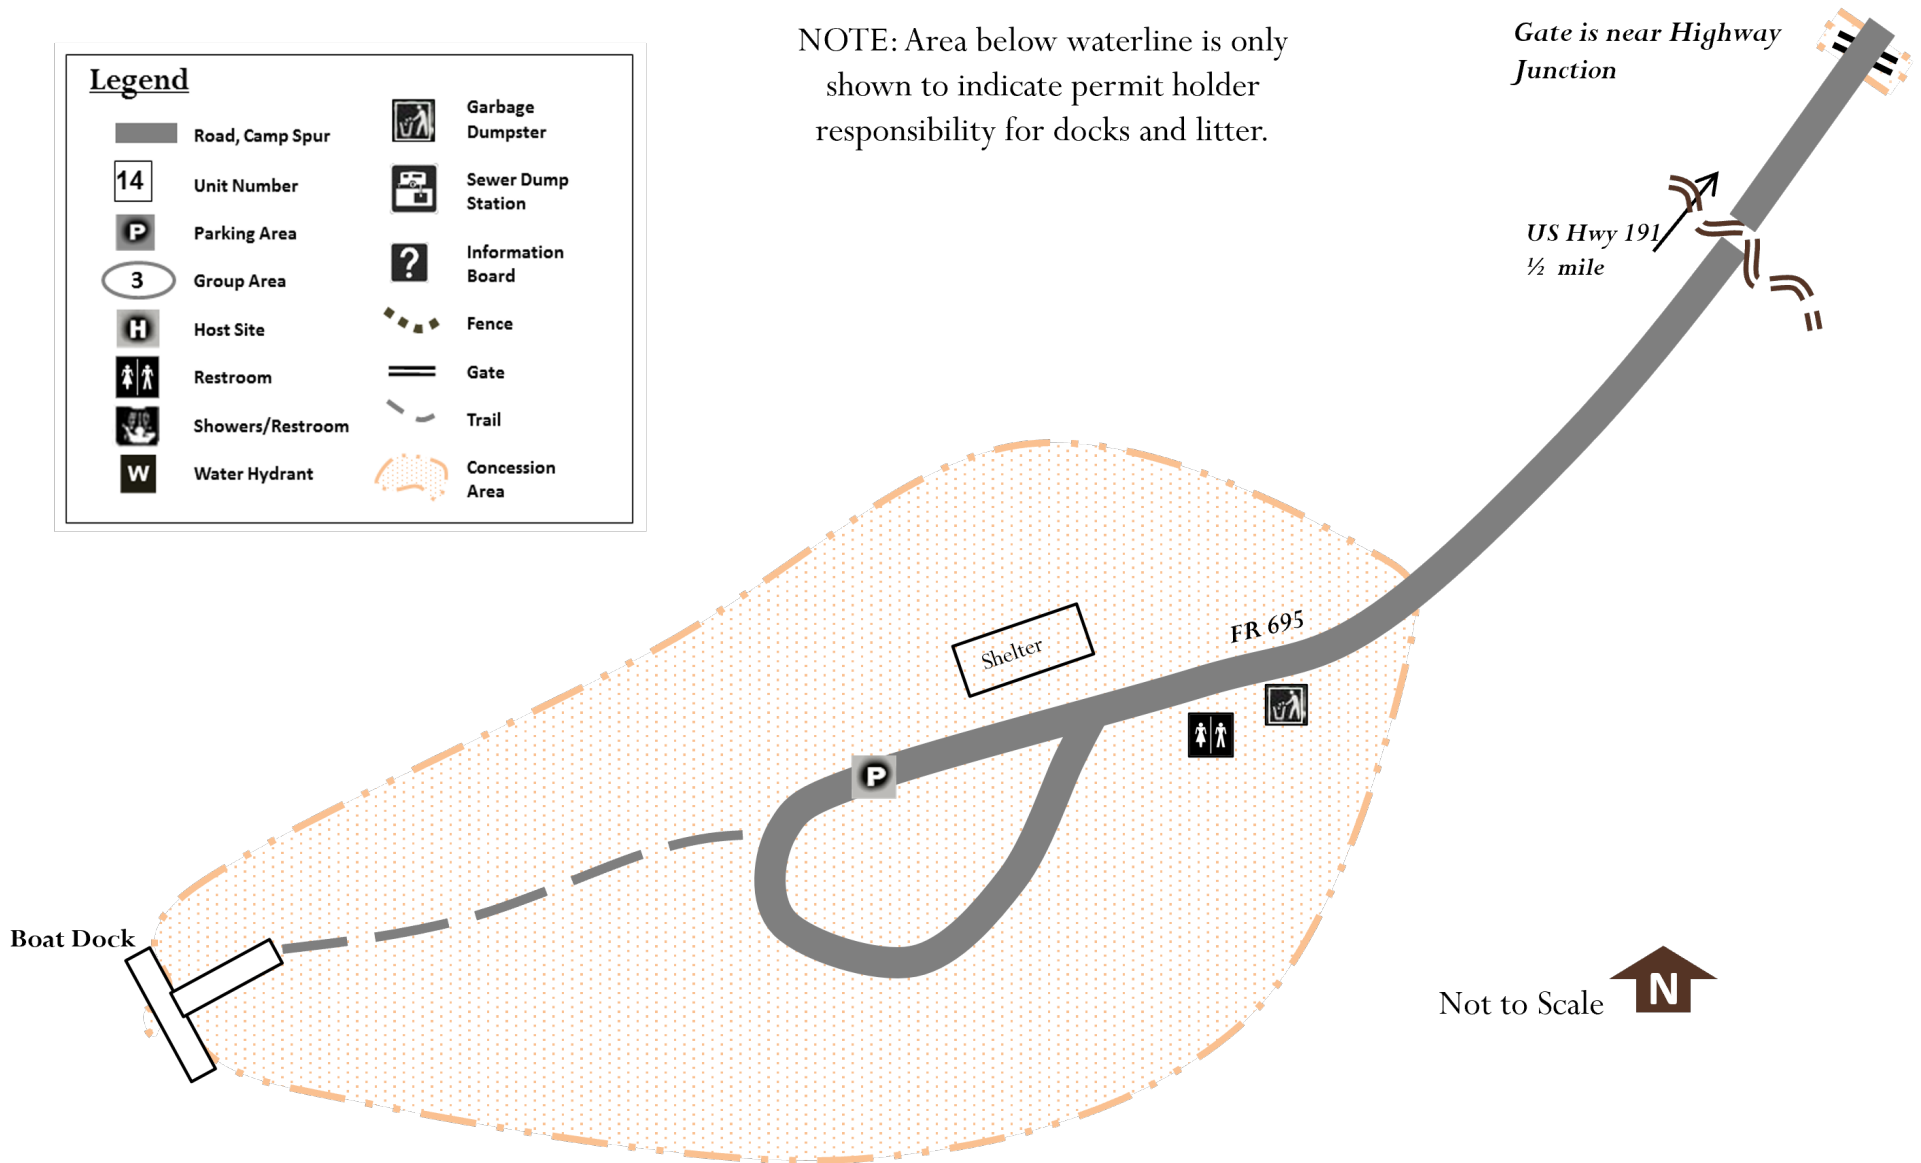 NOTE: Area below waterline is only
shown to indicate permit holder
responsibility for docks and litter.
Gate is near Highway
Junction
Legend
Road, Camp Spur
14
Unit Number
P
Parking Area
3
Group Area
H
Host Site
Restroom
Showers/Restroom
W
Water Hydrant
Garbage
Dumpster
Sewer Dump
Station
?
Information
Board
Fence
Gate
Trail
Concession
Area
US Hwy 191
½ mile
FR 695
Shelter
P
Boat Dock
Not to Scale
N